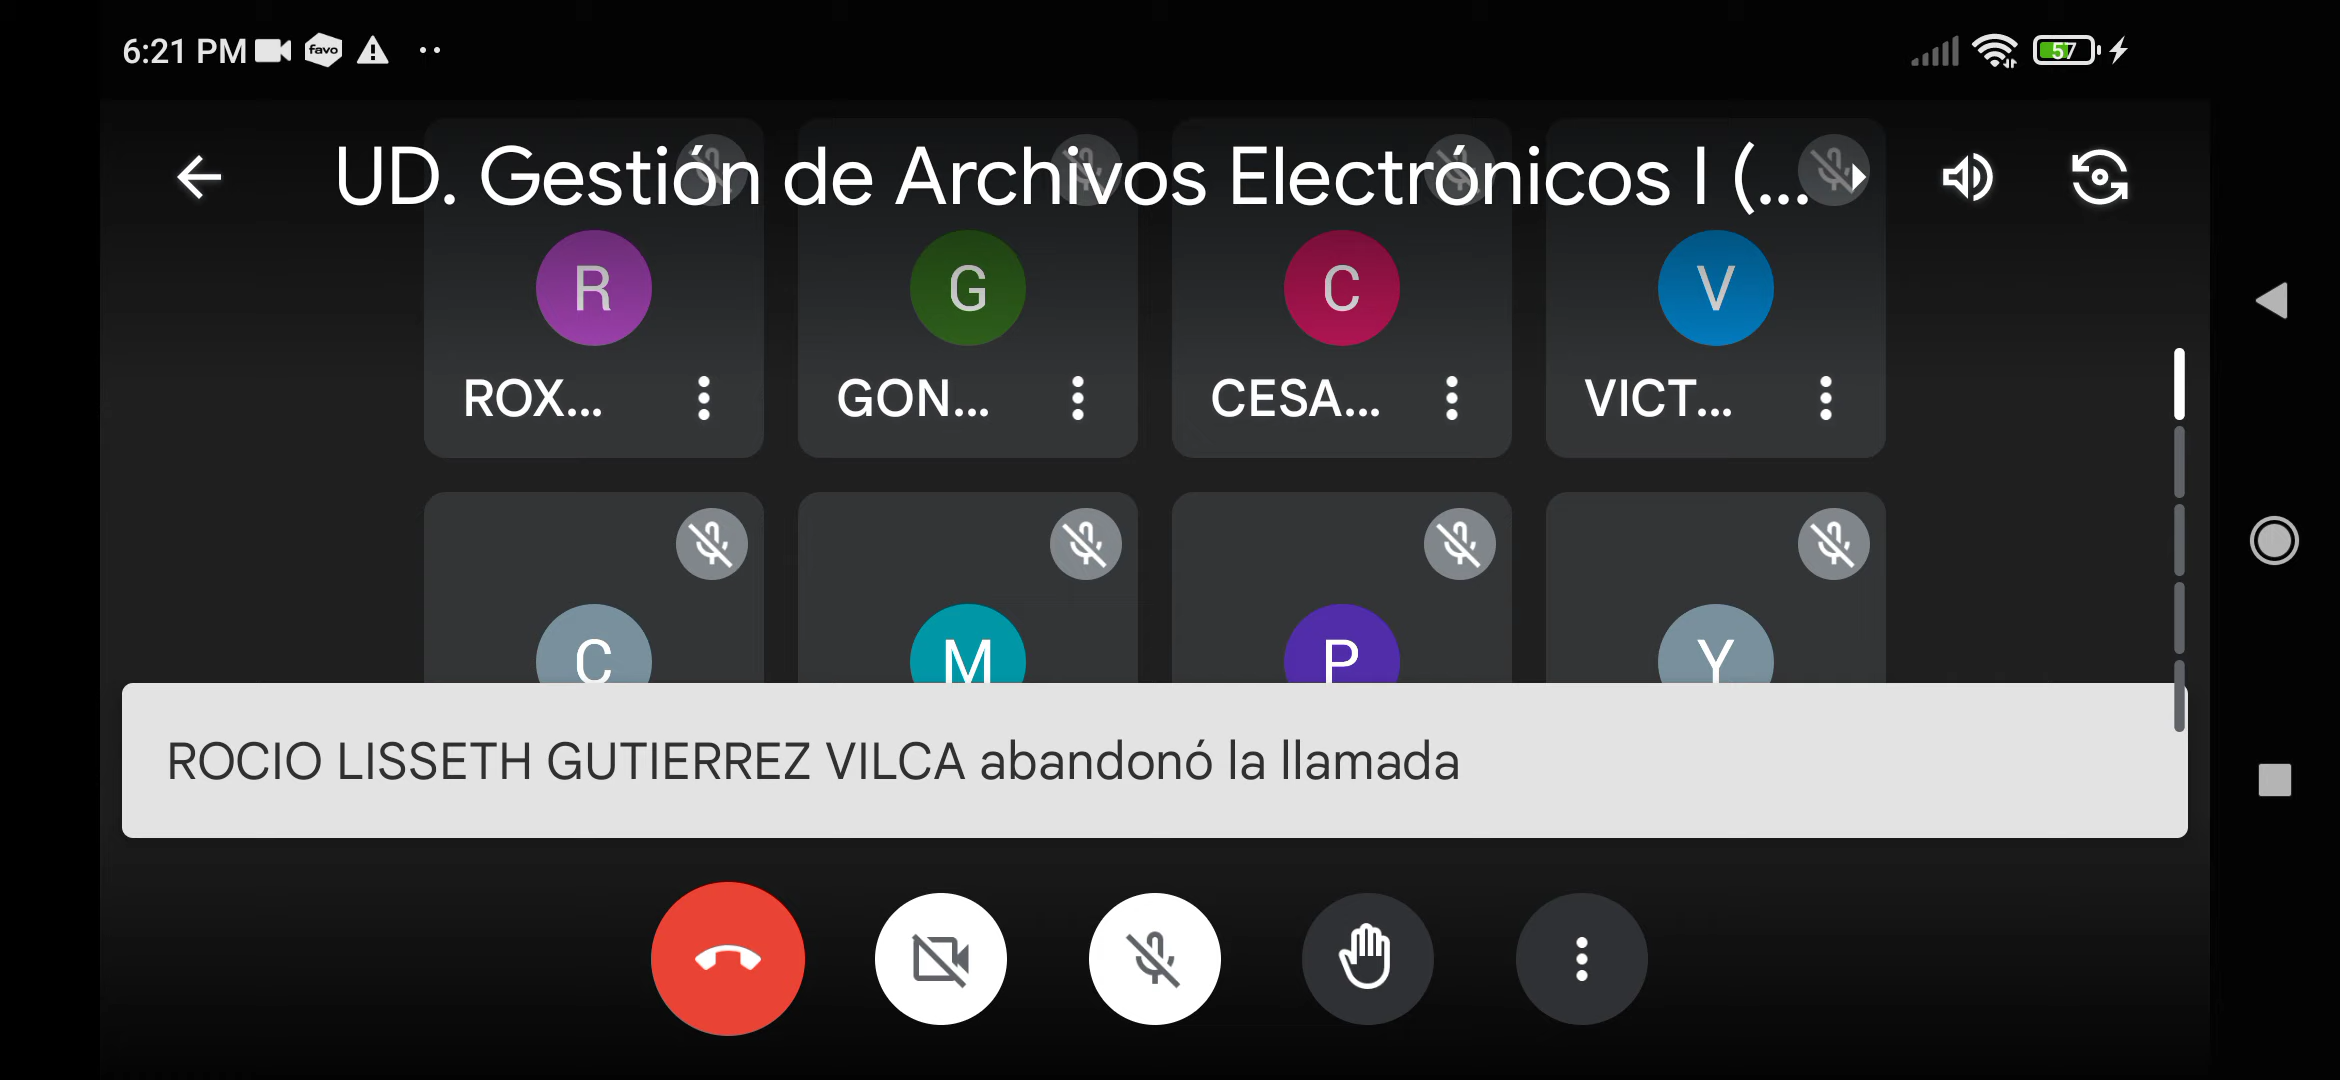 6:21 PM favo 57
UD. Gestión de Archivos Electrónicos I (...
R G C V
ROX... GON... CESA... VICT...
C M P Y
ROCIO LISSETH GUTIERREZ VILCA abandonó la llamada